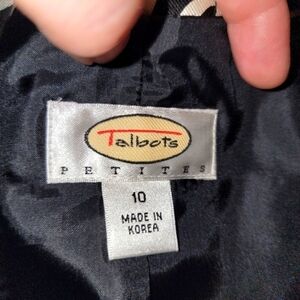 Talbots
PETITES
10
MADE IN
KOREA